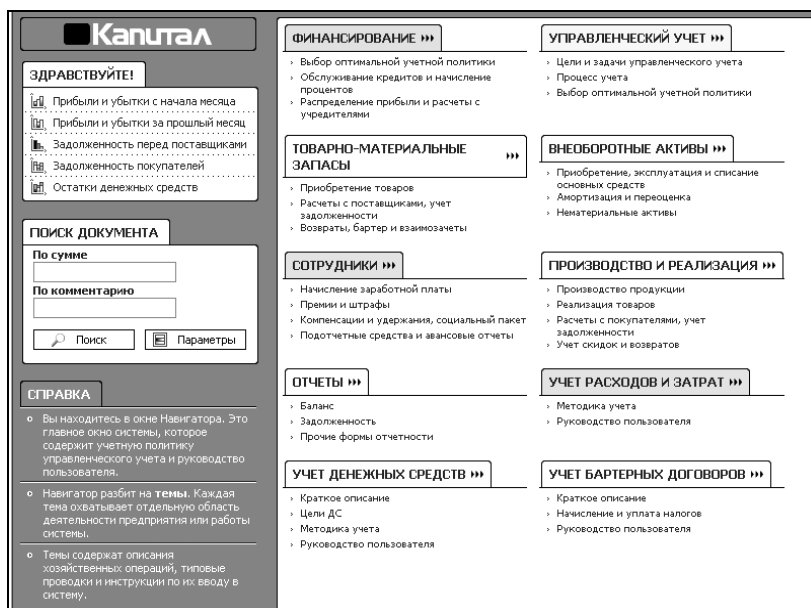 Капитал
ЗДРАВСТВУЙТЕ!
Прибыли и убытки с начала месяца
Прибыли и убытки за прошлый месяц
Задолженность перед поставщиками
Задолженность покупателей
Остатки денежных средств
ПОИСК ДОКУМЕНТА
По сумме
По комментарию
Поиск
Параметры
СПРАВКА
Вы находитесь в окне Навигатора. Это
главное окно системы, которое
содержит учетную политику
управленческого учета и руководство
пользователя.
Навигатор разбит на темы. Каждая
тема охватывает отдельную область
деятельности предприятия или работы
системы.
Темы содержат описания
хозяйственных операций, типовые
проводки и инструкции по их вводу в
систему.
ФИНАНСИРОВАНИЕ
Выбор оптимальной учетной политики
Обслуживание кредитов и начисление
процентов
Распределение прибыли и расчеты с
учредителями
УПРАВЛЕНЧЕСКИЙ УЧЕТ
Цели и задачи управленческого учета
Процесс учета
Выбор оптимальной учетной политики
ТОВАРНО-МАТЕРИАЛЬНЫЕ
ЗАПАСЫ
Приобретение товаров
Расчеты с поставщиками, учет
задолженности
Возвраты, бартер и взаимозачеты
ВНЕОБОРОТНЫЕ АКТИВЫ
Приобретение, эксплуатация и списание
основных средств
Амортизация и переоценка
Нематериальные активы
СОТРУДНИКИ
Начисление заработной платы
Премии и штрафы
Компенсации и удержания, социальный пакет
Подотчетные средства и авансовые отчеты
ПРОИЗВОДСТВО И РЕАЛИЗАЦИЯ
Производство продукции
Реализация товаров
Расчеты с покупателями, учет
задолженности
Учет скидок и возвратов
ОТЧЕТЫ
Баланс
Задолженность
Прочие формы отчетности
УЧЕТ РАСХОДОВ И ЗАТРАТ
Методика учета
Руководство пользователя
УЧЕТ ДЕНЕЖНЫХ СРЕДСТВ
Краткое описание
Цели ДС
Методика учета
Руководство пользователя
УЧЕТ БАРТЕРНЫХ ДОГОВОРОВ
Краткое описание
Начисление и уплата налогов
Руководство пользователя